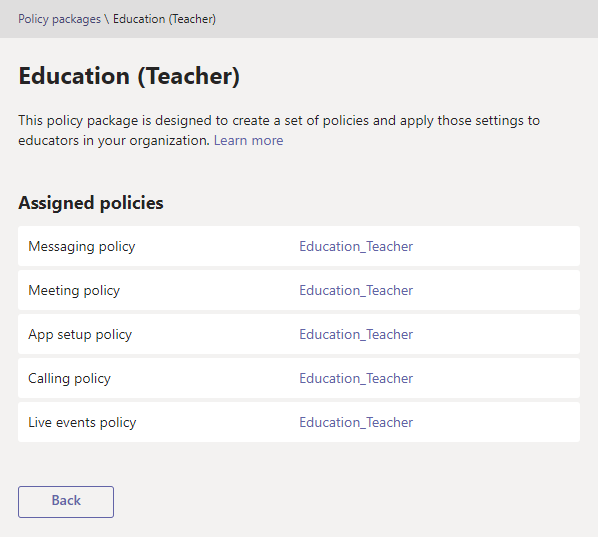 Policy packages \ Education (Teacher)
Education (Teacher)
This policy package is designed to create a set of policies and apply those settings to
educators in your organization. Learn more
Assigned policies
Messaging policy Education_Teacher
Meeting policy Education_Teacher
App setup policy Education_Teacher
Calling policy Education_Teacher
Live events policy Education_Teacher
Back